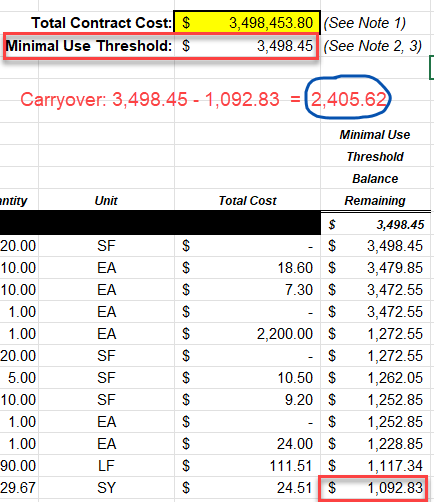 Total Contract Cost: $ 3,498,453.80 (See Note 1)
Minimal Use Threshold: $ 3,498.45 (See Note 2, 3)
Carryover: 3,498.45 - 1,092.83 = 2,405.62
Minimal Use
Threshold
Balance
ntity Unit Total Cost Remaining
$ 3,498.45
20.00 SF $ - $ 3,498.45
10.00 EA $ 18.60 $ 3,479.85
10.00 EA $ 7.30 $ 3,472.55
1.00 EA $ - $ 3,472.55
1.00 EA $ 2,200.00 $ 1,272.55
20.00 SF $ - $ 1,272.55
5.00 SF $ 10.50 $ 1,262.05
10.00 SF $ 9.20 $ 1,252.85
1.00 EA $ - $ 1,252.85
1.00 EA $ 24.00 $ 1,228.85
90.00 LF $ 111.51 $ 1,117.34
29.67 SY $ 24.51 $ 1,092.83